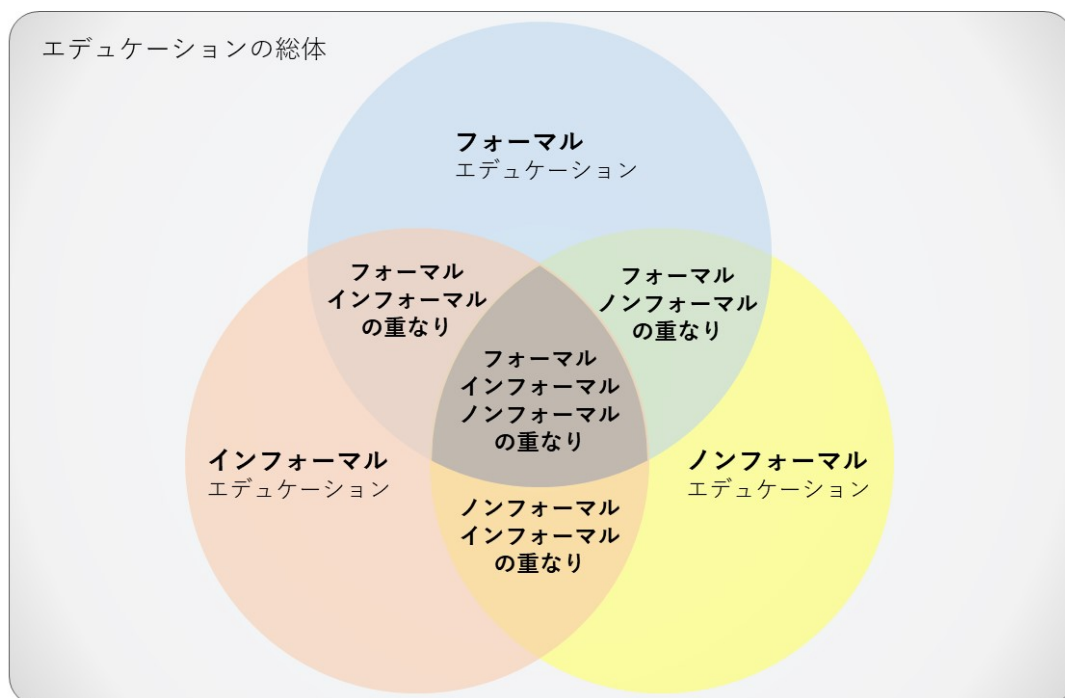 エデュケーションの総体
フォーマル
エデュケーション
フォーマル
インフォーマル
の重なり
フォーマル
ノンフォーマル
の重なり
フォーマル
インフォーマル
ノンフォーマル
の重なり
インフォーマル
エデュケーション
ノンフォーマル
エデュケーション
ノンフォーマル
インフォーマル
の重なり